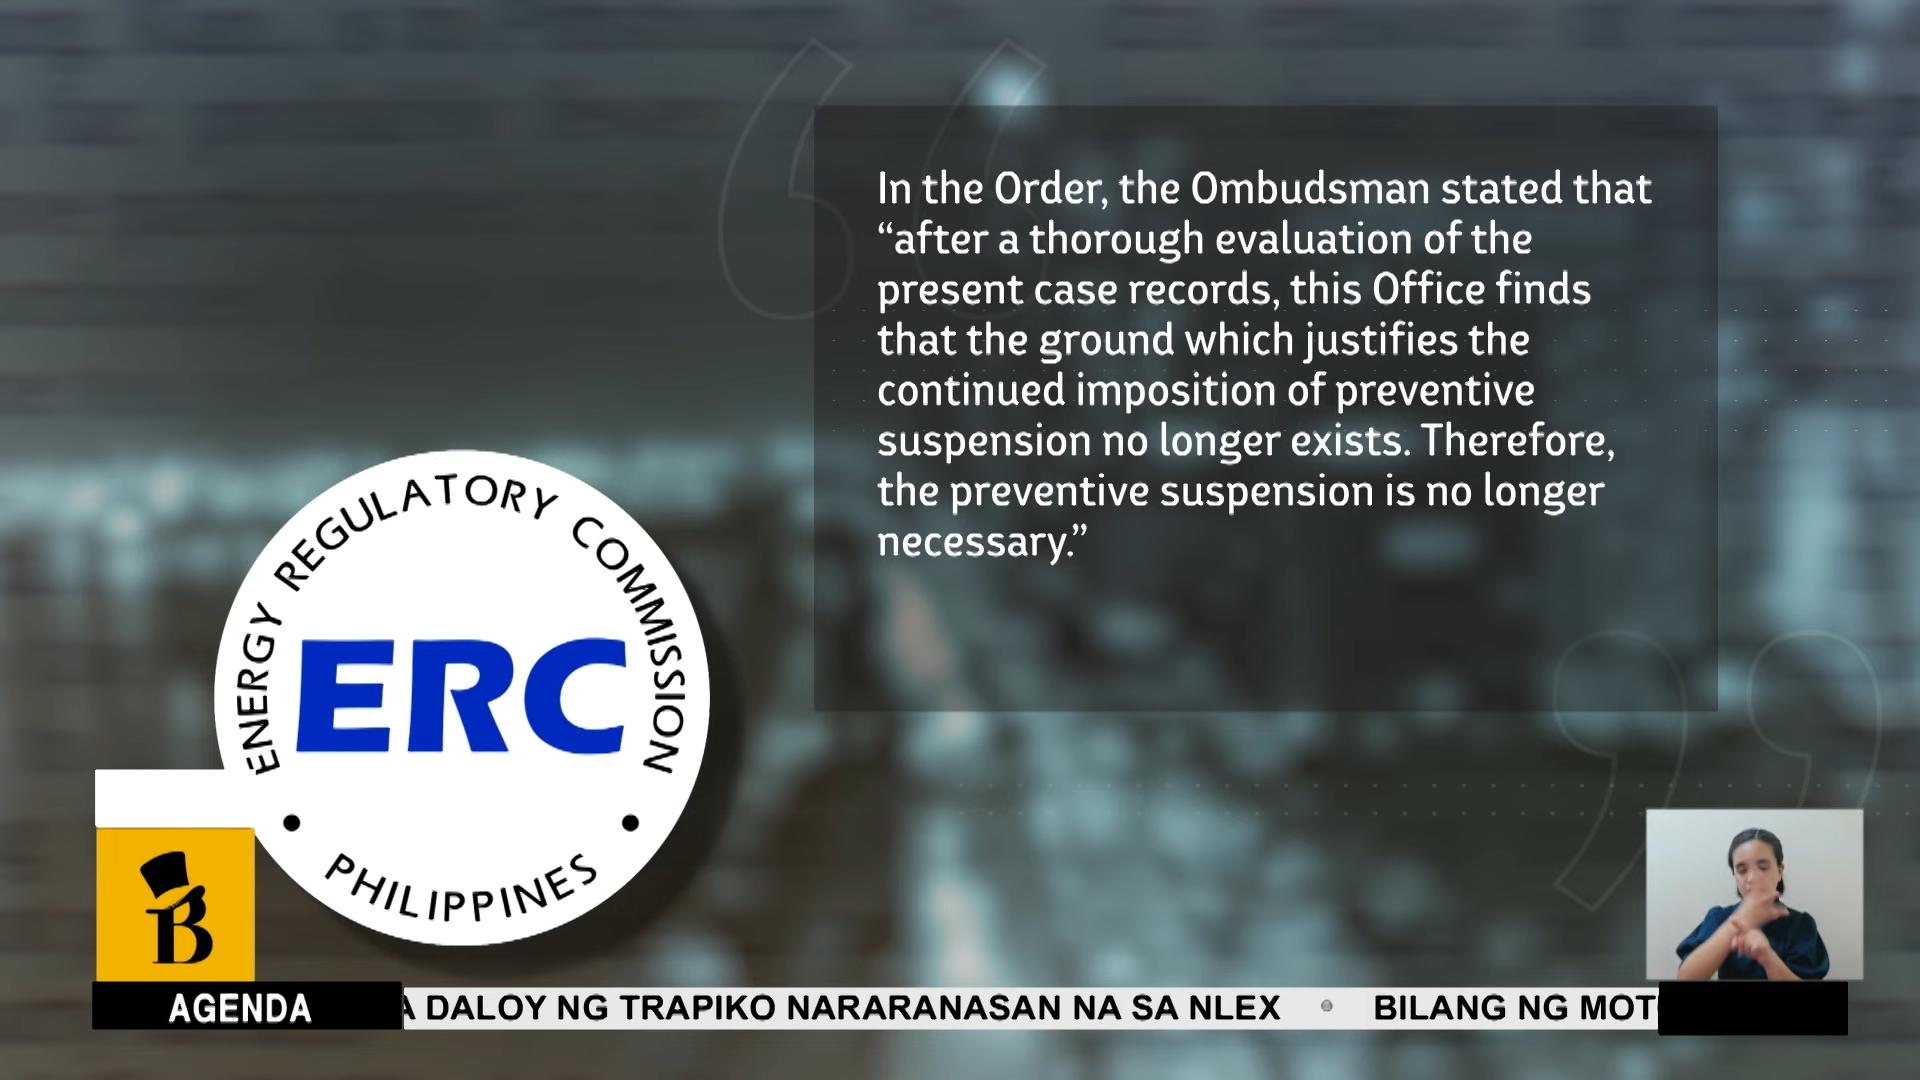 In the Order, the Ombudsman stated that
“after a thorough evaluation of the
present case records, this Office finds
that the ground which justifies the
continued imposition of preventive
suspension no longer exists. Therefore,
the preventive suspension is no longer
necessary.”
ENERGY REGULATORY COMMISSION
ERC
PHILIPPINES
B
AGENDA
DALOY NG TRAPIKO NARARANASAN NA SA NLEX • BILANG NG